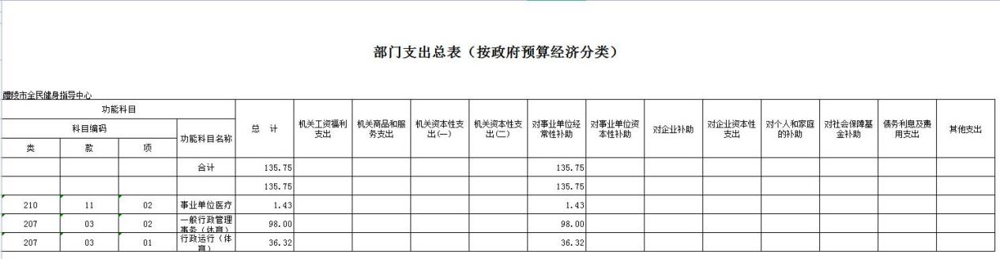 部门支出总表（按政府预算经济分类）
醴陵市全民健身指导中心
功能科目
总 计
机关工资福利
支出
机关商品和服
务支出
机关资本性支
出(一)
机关资本性支
出(二)
对事业单位经
常性补助
对事业单位资
本性补助
对企业补助
对企业资本性
支出
对个人和家庭
的补助
对社会保障基
金补助
债务利息及费
用支出
其他支出
科目编码
功能科目名称
类 款 项
合计 135.75 135.75
135.75 135.75
210 11 02 事业单位医疗 1.43 1.43
207 03 02 一般行政管理
事务（体育） 98.00 98.00
207 03 01 行政运行（体
育） 36.32 36.32